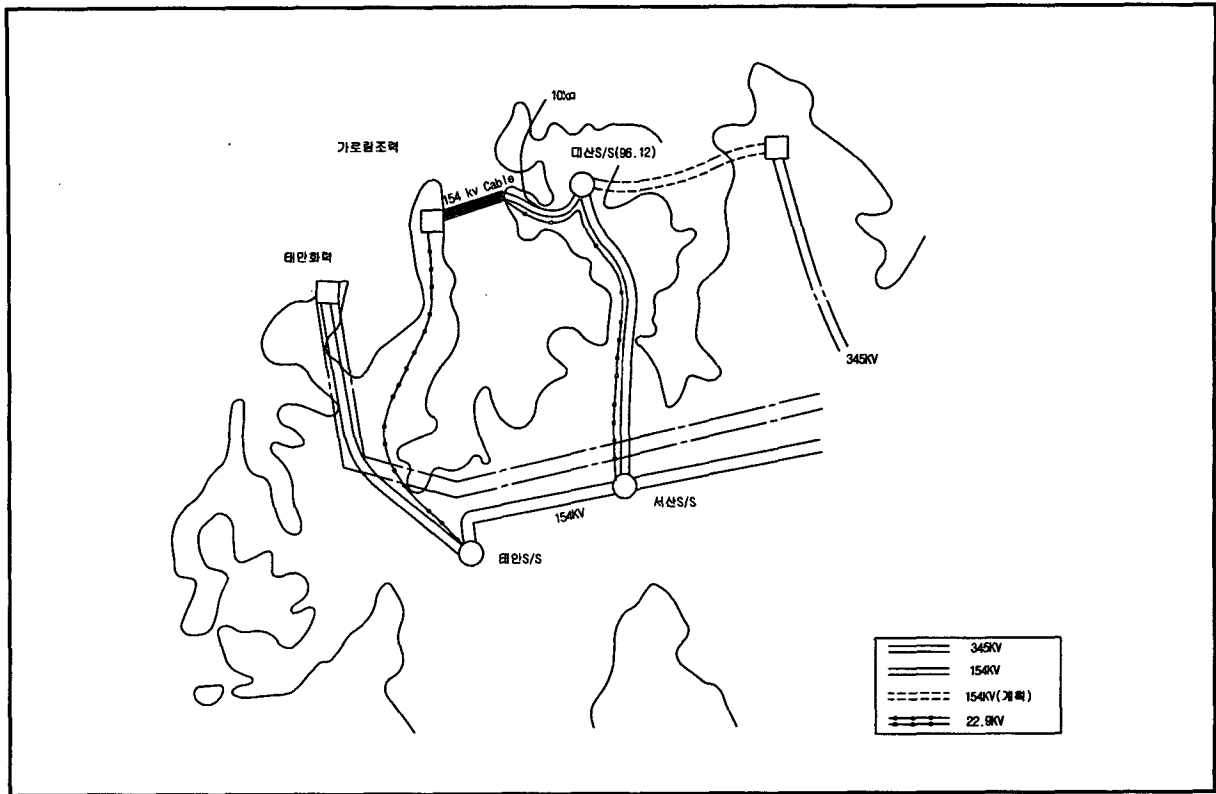 10㎞
가로림조력
대산S/S(96.12)
154 kv Cable
태안화력
345KV
서산S/S
154KV
태안S/S
345KV
154KV
154KV(계획)
22.9KV